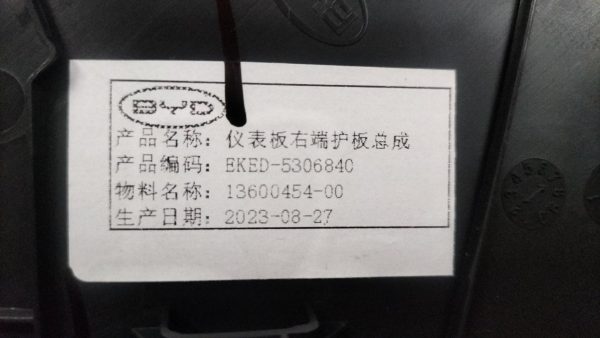 BYD
产品名称：仪表板右端护板总成
产品编码：EKED-5306840
物料名称：13600454-00
生产日期：2023-08-27